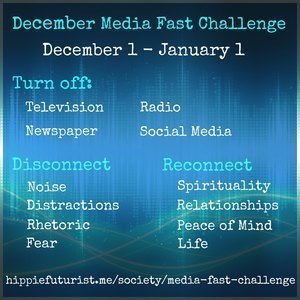 December Media Fast Challenge
December 1 - January 1
Turn off:
Television
Radio
Newspaper
Social Media
Disconnect
Noise
Distractions
Rhetoric
Fear
Reconnect
Spirituality
Relationships
Peace of Mind
Life
hippiefuturist.me/society/media-fast-challenge